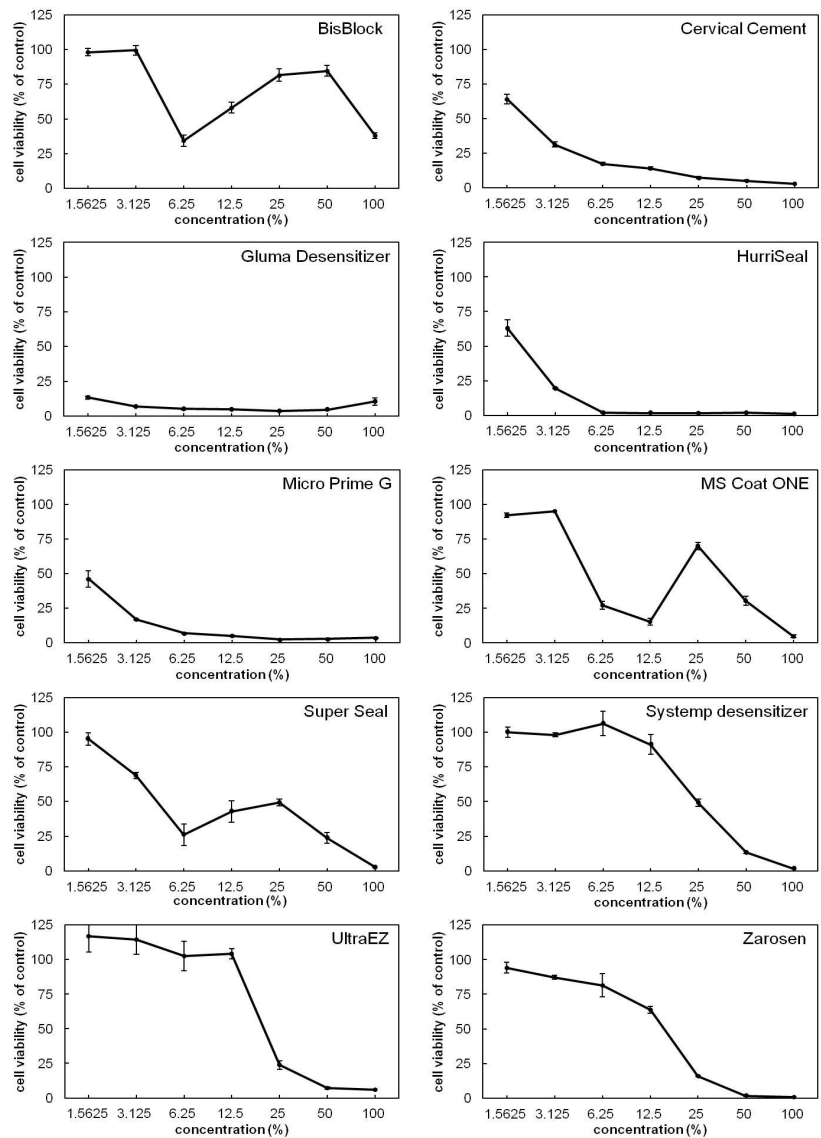 BisBlock
cell viability (% of control)
125
100
75
50
25
0
1.5625 3.125 6.25 12.5 25 50 100
concentration (%)
Cervical Cement
cell viability (% of control)
125
100
75
50
25
0
1.5625 3.125 6.25 12.5 25 50 100
concentration (%)
Gluma Desensitizer
cell viability (% of control)
125
100
75
50
25
0
1.5625 3.125 6.25 12.5 25 50 100
concentration (%)
HurriSeal
cell viability (% of control)
125
100
75
50
25
0
1.5625 3.125 6.25 12.5 25 50 100
concentration (%)
Micro Prime G
cell viability (% of control)
125
100
75
50
25
0
1.5625 3.125 6.25 12.5 25 50 100
concentration (%)
MS Coat ONE
cell viability (% of control)
125
100
75
50
25
0
1.5625 3.125 6.25 12.5 25 50 100
concentration (%)
Super Seal
cell viability (% of control)
125
100
75
50
25
0
1.5625 3.125 6.25 12.5 25 50 100
concentration (%)
Systemp desensitizer
cell viability (% of control)
125
100
75
50
25
0
1.5625 3.125 6.25 12.5 25 50 100
concentration (%)
UltraEZ
cell viability (% of control)
125
100
75
50
25
0
1.5625 3.125 6.25 12.5 25 50 100
concentration (%)
Zarosen
cell viability (% of control)
125
100
75
50
25
0
1.5625 3.125 6.25 12.5 25 50 100
concentration (%)